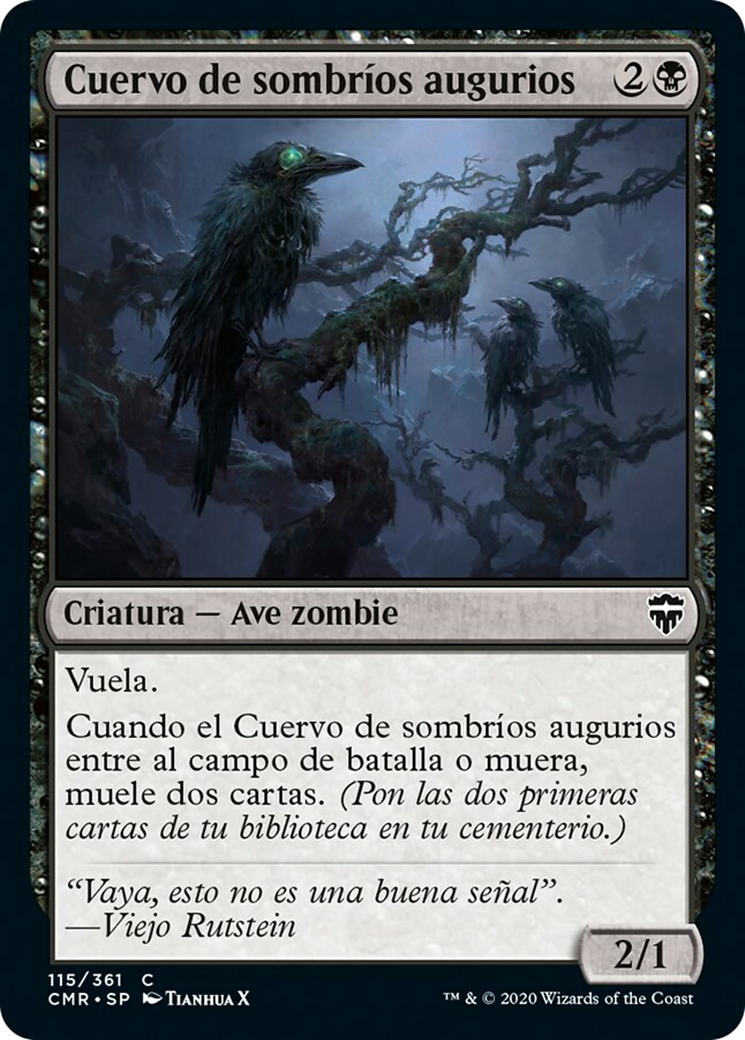 Cuervo de sombríos augurios 2
Criatura — Ave zombie
Vuela.
Cuando el Cuervo de sombríos augurios
entre al campo de batalla o muera,
muele dos cartas. (Pon las dos primeras
cartas de tu biblioteca en tu cementerio.)
“Vaya, esto no es una buena señal”.
—Viejo Rutstein
2/1
115/361 C
CMR • SP TIANHUA X
™ & © 2020 Wizards of the Coast